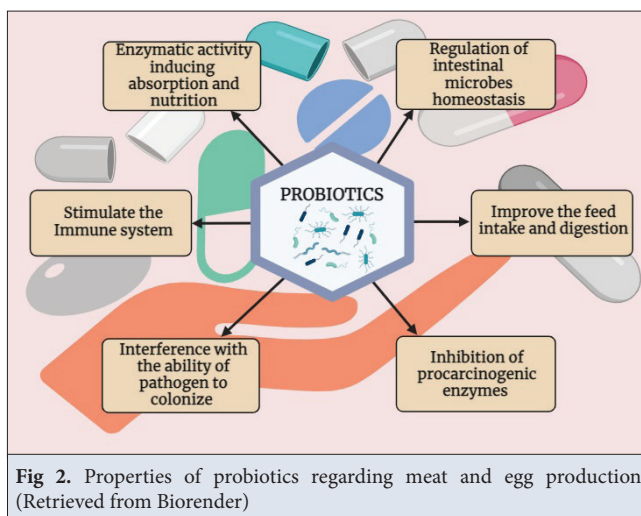 Enzymatic activity
inducing
absorption and
nutrition
Regulation of
intestinal
microbes
homeostasis
PROBIOTICS
Stimulate the
Immune system
Improve the feed
intake and digestion
Interference with
the ability of
pathogen to
colonize
Inhibition of
procarcinogenic
enzymes
Fig 2. Properties of probiotics regarding meat and egg production
(Retrieved from Biorender)